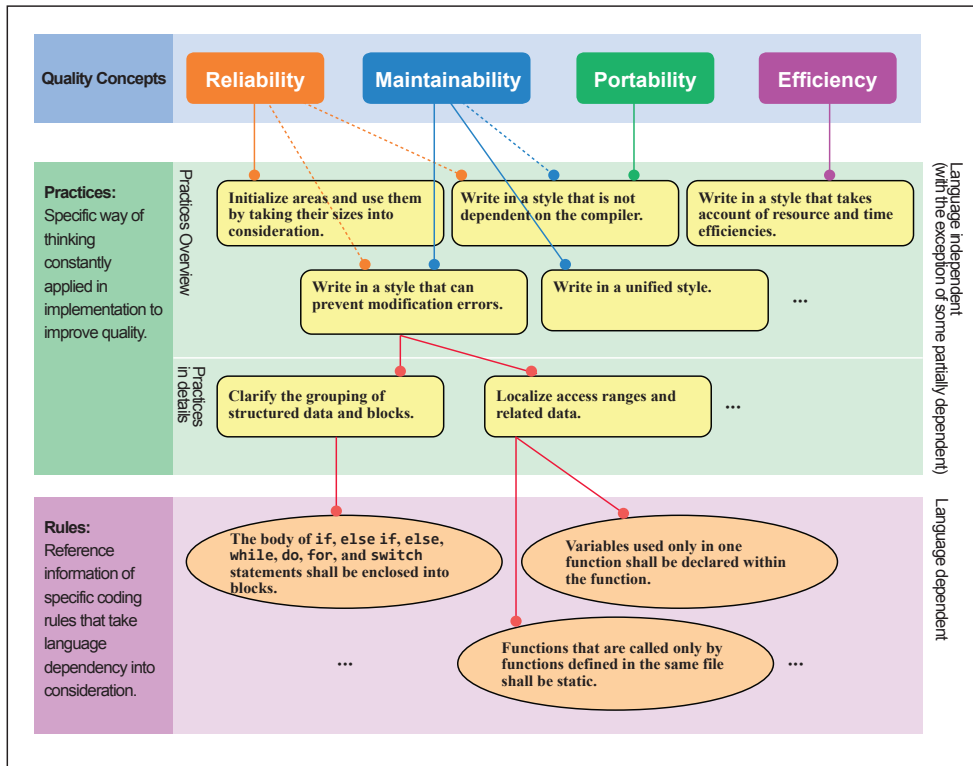 Quality Concepts
Reliability
Maintainability
Portability
Efficiency
Practices:
Specific way of
thinking
constantly
applied in
implementation to
improve quality.
Practices Overview
Initialize areas and use them
by taking their sizes into
consideration.
Write in a style that is not
dependent on the compiler.
Write in a style that takes
account of resource and time
efficiencies.
Write in a style that can
prevent modification errors.
Write in a unified style.
...
Practices
in details
Clarify the grouping of
structured data and blocks.
Localize access ranges and
related data.
...
Language independent
(with the exception of some partially dependent)
Rules:
Reference
information of
specific coding
rules that take
language
dependency into
consideration.
The body of if, else if, else,
while, do, for, and switch
statements shall be enclosed into
blocks.
Variables used only in one
function shall be declared within
the function.
...
Functions that are called only by
functions defined in the same file
shall be static.
...
Language dependent